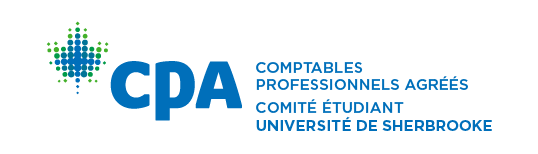 CPA
COMPTABLES
PROFESSIONNELS AGRÉÉS
COMITÉ ÉTUDIANT
UNIVERSITÉ DE SHERBROOKE